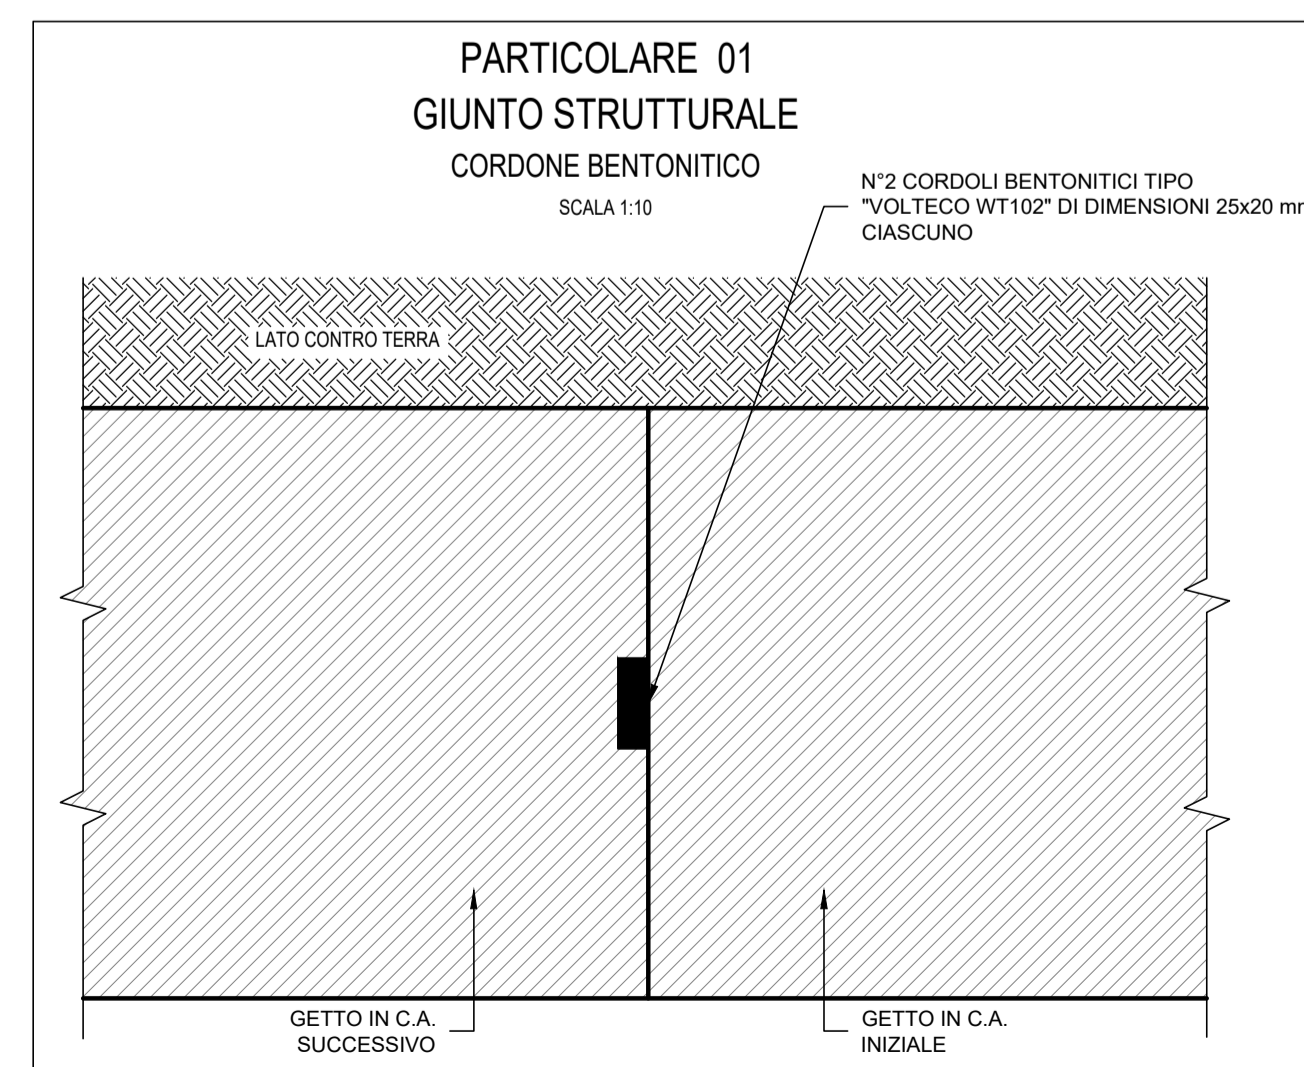 PARTICOLARE 01
GIUNTO STRUTTURALE
CORDONE BENTONITICO
SCALA 1:10
N°2 CORDOLI BENTONITICI TIPO
"VOLTECO WT102" DI DIMENSIONI 25x20
CIASCUNO
LATO CONTRO TERRA
GETTO IN C.A.
SUCCESSIVO
GETTO IN C.A.
INIZIALE